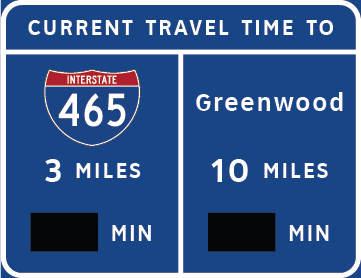 CURRENT TRAVEL TIME TO
INTERSTATE
465
3 MILES
MIN
Greenwood
10 MILES
MIN